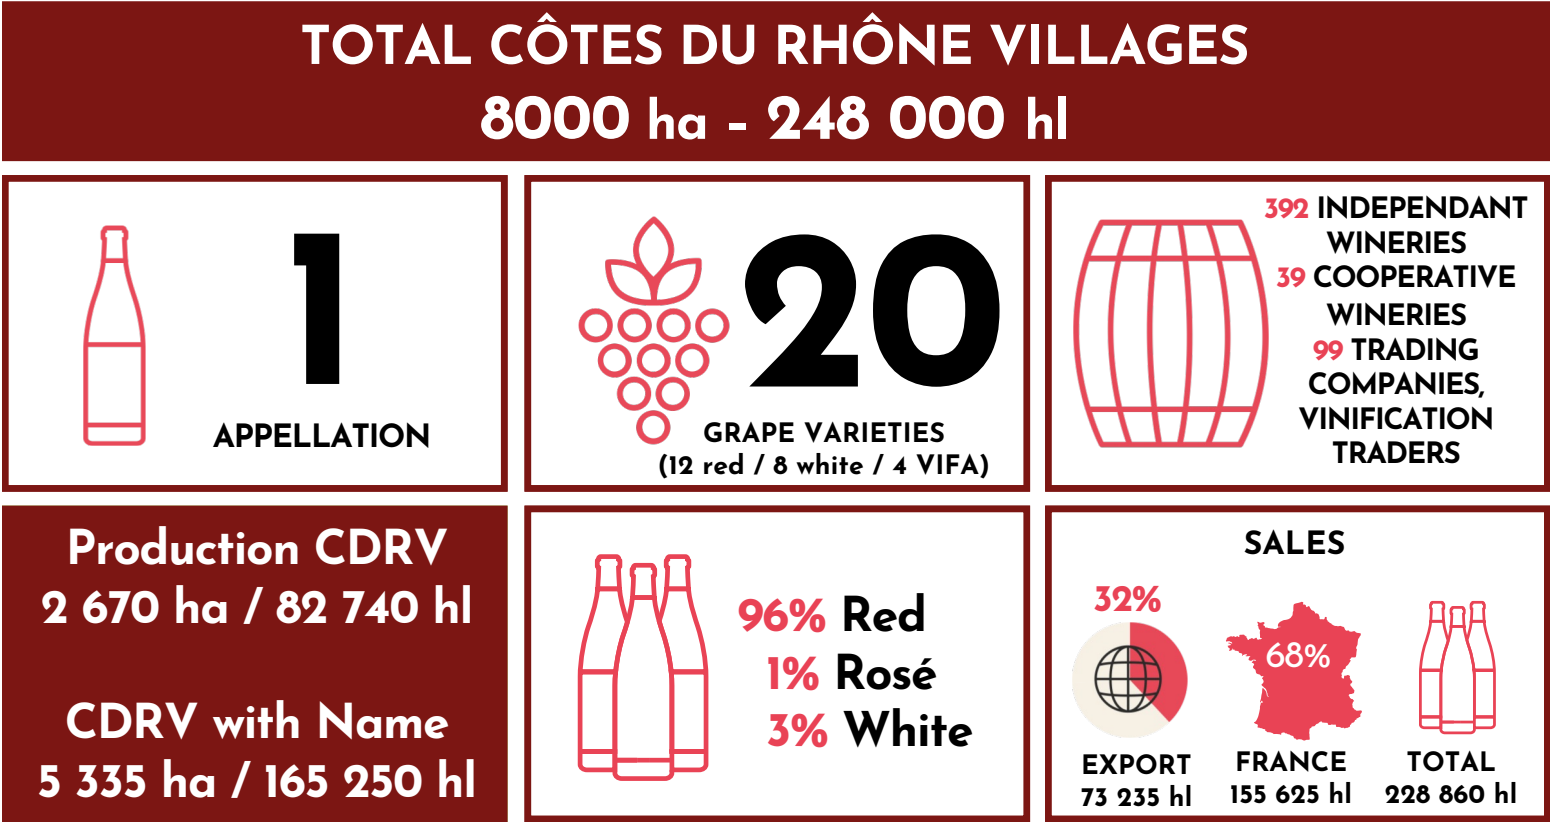 TOTAL CÔTES DU RHÔNE VILLAGES
8000 ha – 248 000 hl
1
APPELLATION
20
GRAPE VARIETIES
(12 red / 8 white / 4 VIFA)
392 INDEPENDANT
WINERIES
39 COOPERATIVE
WINERIES
99 TRADING
COMPANIES,
VINIFICATION
TRADERS
Production CDRV
2 670 ha / 82 740 hl
CDRV with Name
5 335 ha / 165 250 hl
96% Red
1% Rosé
3% White
SALES
32%
EXPORT
73 235 hl
68%
FRANCE
155 625 hl
TOTAL
228 860 hl